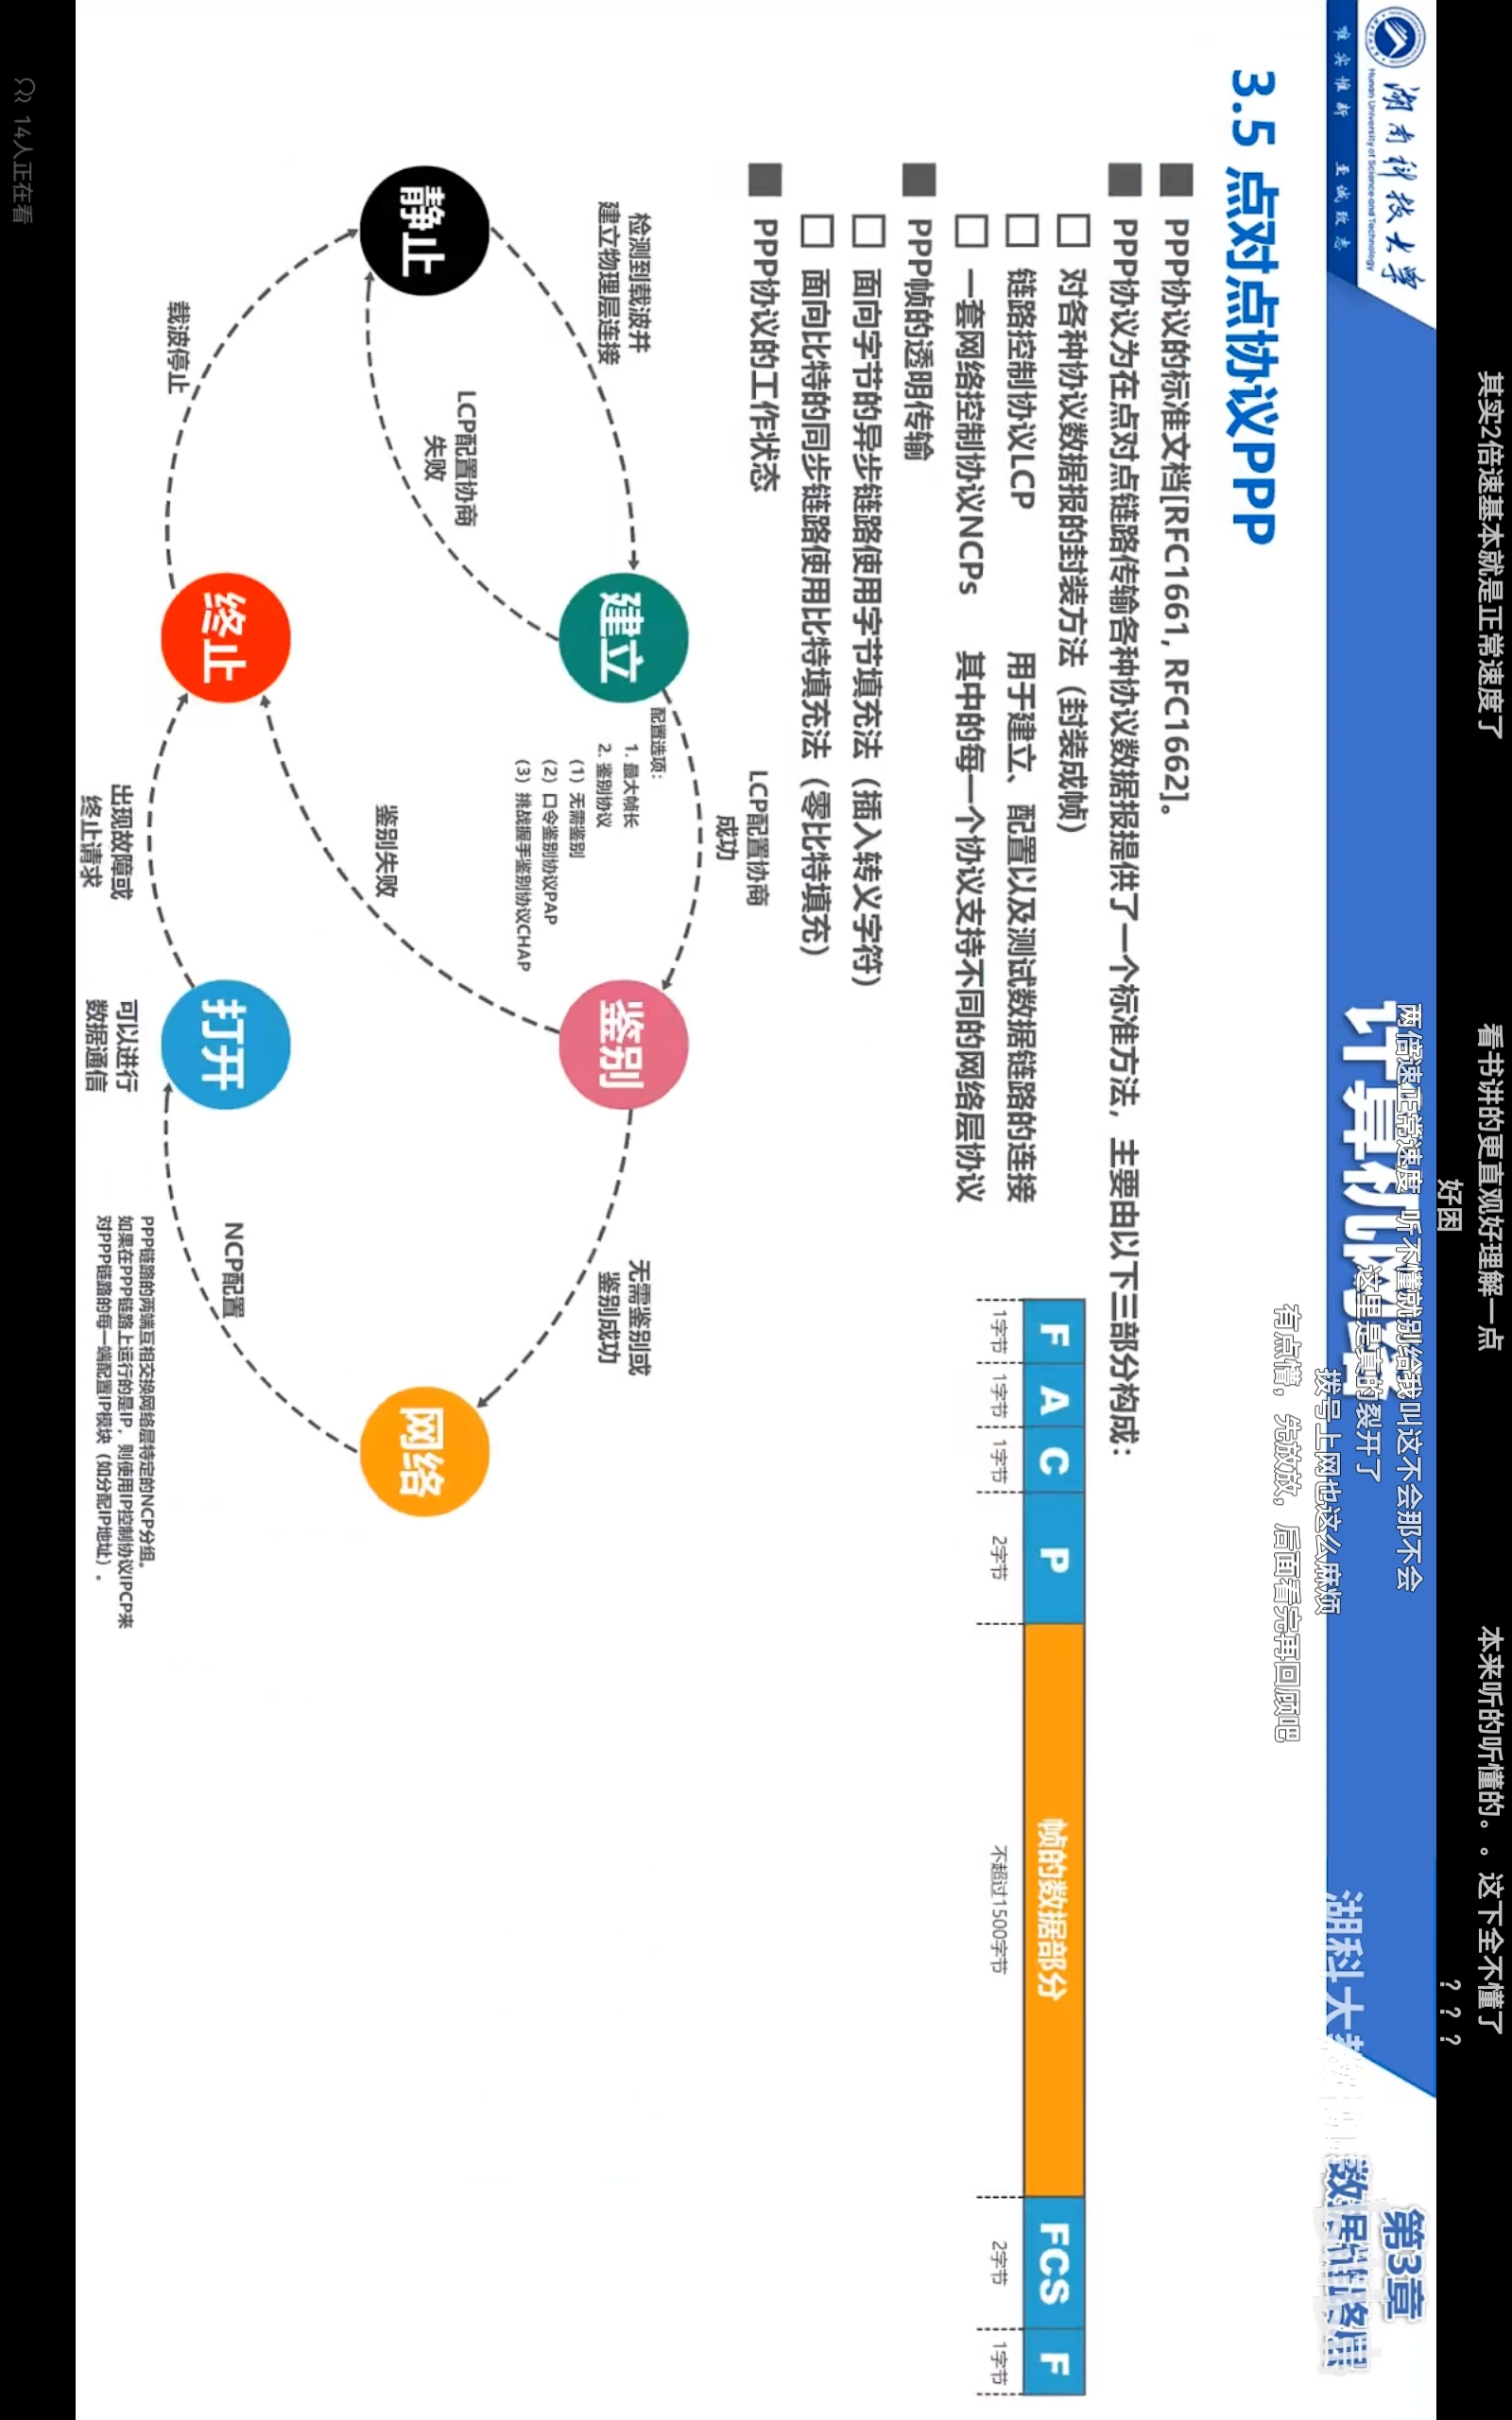 其实2倍速基本就是正常速度了
看书讲的更直观好理解一点
本来听的听懂的。。这下全不懂了
好困
？？？
湖南科技大学
Hunan University of Science and Technology
唯实惟新 至诚致志
计算机网络
两倍速正常速度 听不懂就别给我叫这不会那不会
这里是真的裂开了
拨号上网也这么麻烦
有点懵，先放放，后面看完再回顾吧
第3章
数据链路层
湖科大
3.5 点对点协议PPP
PPP协议的标准文档[RFC1661, RFC1662]。
PPP协议为在点对点链路传输各种协议数据报提供了一个标准方法，主要由以下三部分构成：
对各种协议数据报的封装方法（封装成帧）
链路控制协议LCP 用于建立、配置以及测试数据链路的连接
一套网络控制协议NCPs 其中的每一个协议支持不同的网络层协议
F A C P 帧的数据部分 FCS F
1字节 1字节 1字节 2字节 不超过1500字节 2字节 1字节
PPP帧的透明传输
面向字节的异步链路使用字节填充法（插入转义字符）
面向比特的同步链路使用比特填充法（零比特填充）
PPP协议的工作状态
检测到载波并
建立物理层连接
LCP配置协商
成功
无需鉴别或
鉴别成功
静止
建立
鉴别
网络
LCP配置协商
失败
配置选项：
1. 最大帧长
2. 鉴别协议
（1）无需鉴别
（2）口令鉴别协议PAP
（3）挑战握手鉴别协议CHAP
鉴别失败
NCP配置
终止
打开
载波停止
出现故障或
终止请求
可以进行
数据通信
PPP链路的两端互相交换网络层特定的NCP分组。
如果在PPP链路上运行的是IP，则使用IP控制协议IPCP来
对PPP链路的每一端配置IP模块（如分配IP地址）。
14人正在看